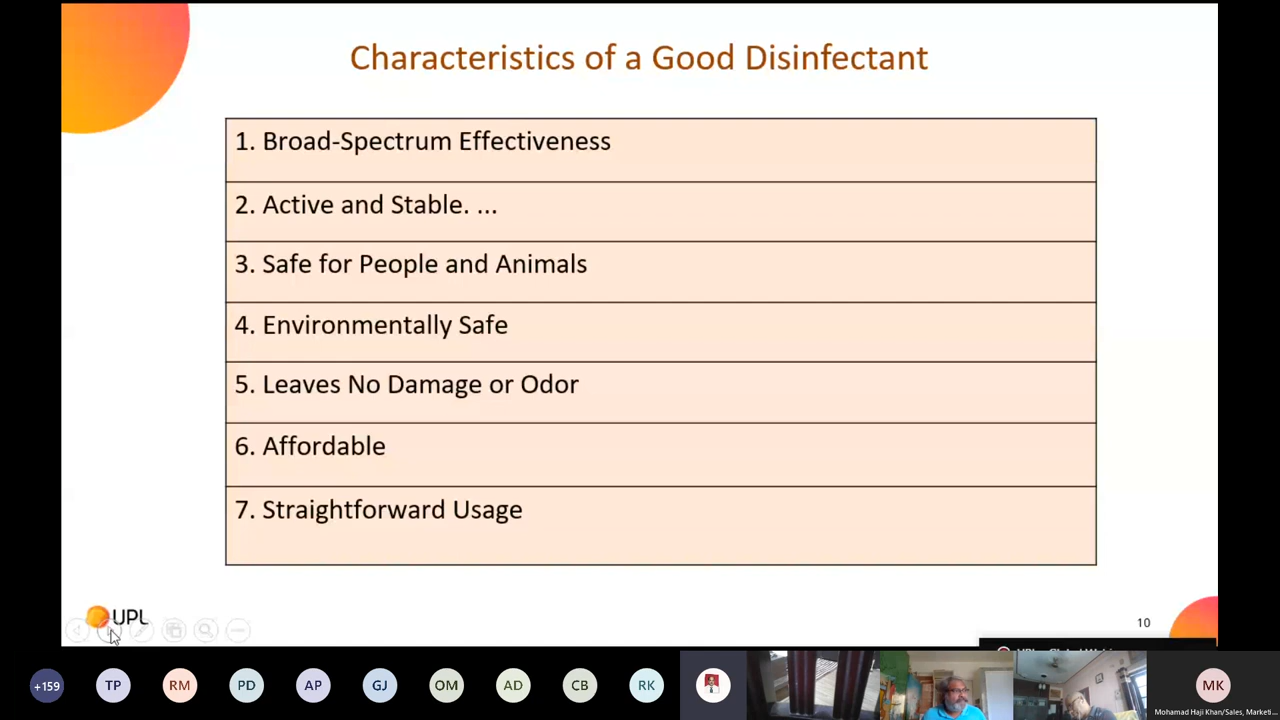 Characteristics of a Good Disinfectant
1. Broad-Spectrum Effectiveness
2. Active and Stable. ...
3. Safe for People and Animals
4. Environmentally Safe
5. Leaves No Damage or Odor
6. Affordable
7. Straightforward Usage
UPL
10
+159
TP
RM
PD
AP
GJ
OM
AD
CB
RK
MK
Mohamad Haji Khan/Sales, Marketi...